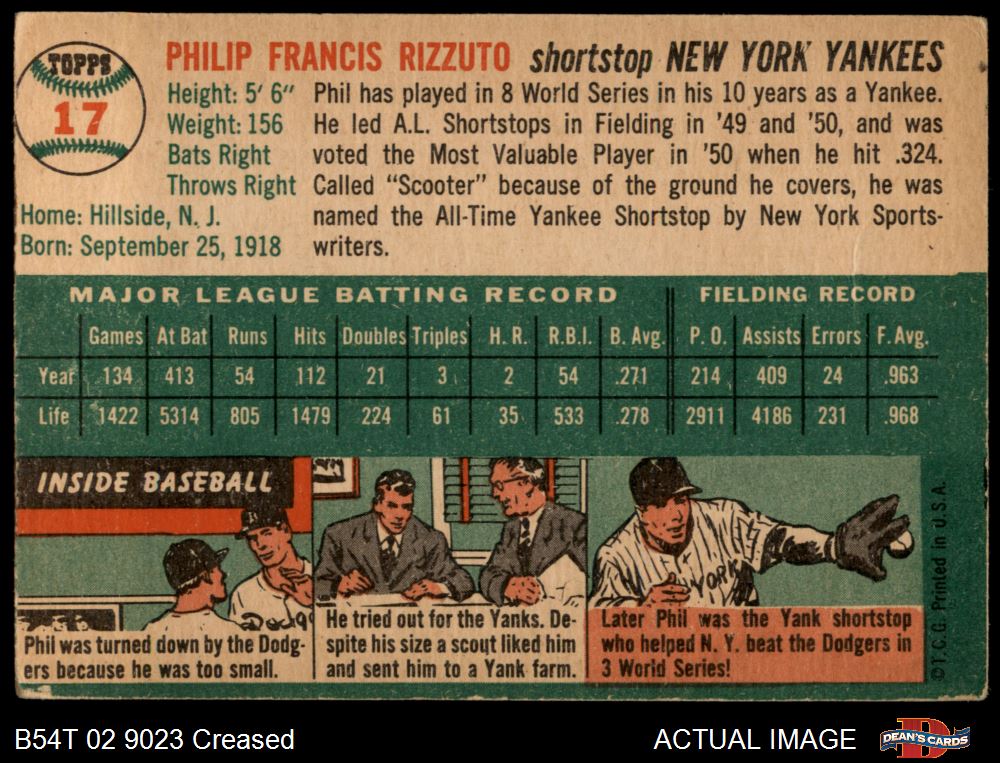 TOPPS
17
PHILIP FRANCIS RIZZUTO shortstop NEW YORK YANKEES
Height: 5' 6"
Weight: 156
Bats Right
Throws Right
Home: Hillside, N. J.
Born: September 25, 1918
Phil has played in 8 World Series in his 10 years as a Yankee.
He led A.L. Shortstops in Fielding in '49 and '50, and was
voted the Most Valuable Player in '50 when he hit .324.
Called "Scooter" because of the ground he covers, he was
named the All-Time Yankee Shortstop by New York Sports-
writers.
MAJOR LEAGUE BATTING RECORD FIELDING RECORD
Games At Bat Runs Hits Doubles Triples H. R. R.B.I. B. Avg. P. O. Assists Errors F. Avg.
Year 134 413 54 112 21 3 2 54 .271 214 409 24 .963
Life 1422 5314 805 1479 224 61 35 533 .278 2911 4186 231 .968
INSIDE BASEBALL
B
Dodg
Phil was turned down by the Dodg-
ers because he was too small.
He tried out for the Yanks. De-
spite his size a scout liked him
and sent him to a Yank farm.
YORK
Later Phil was the Yank shortstop
who helped N. Y. beat the Dodgers in
3 World Series!
© T. C. G. Printed in U.S.A.
B54T 02 9023 Creased
ACTUAL IMAGE
D
DEAN'S CARDS